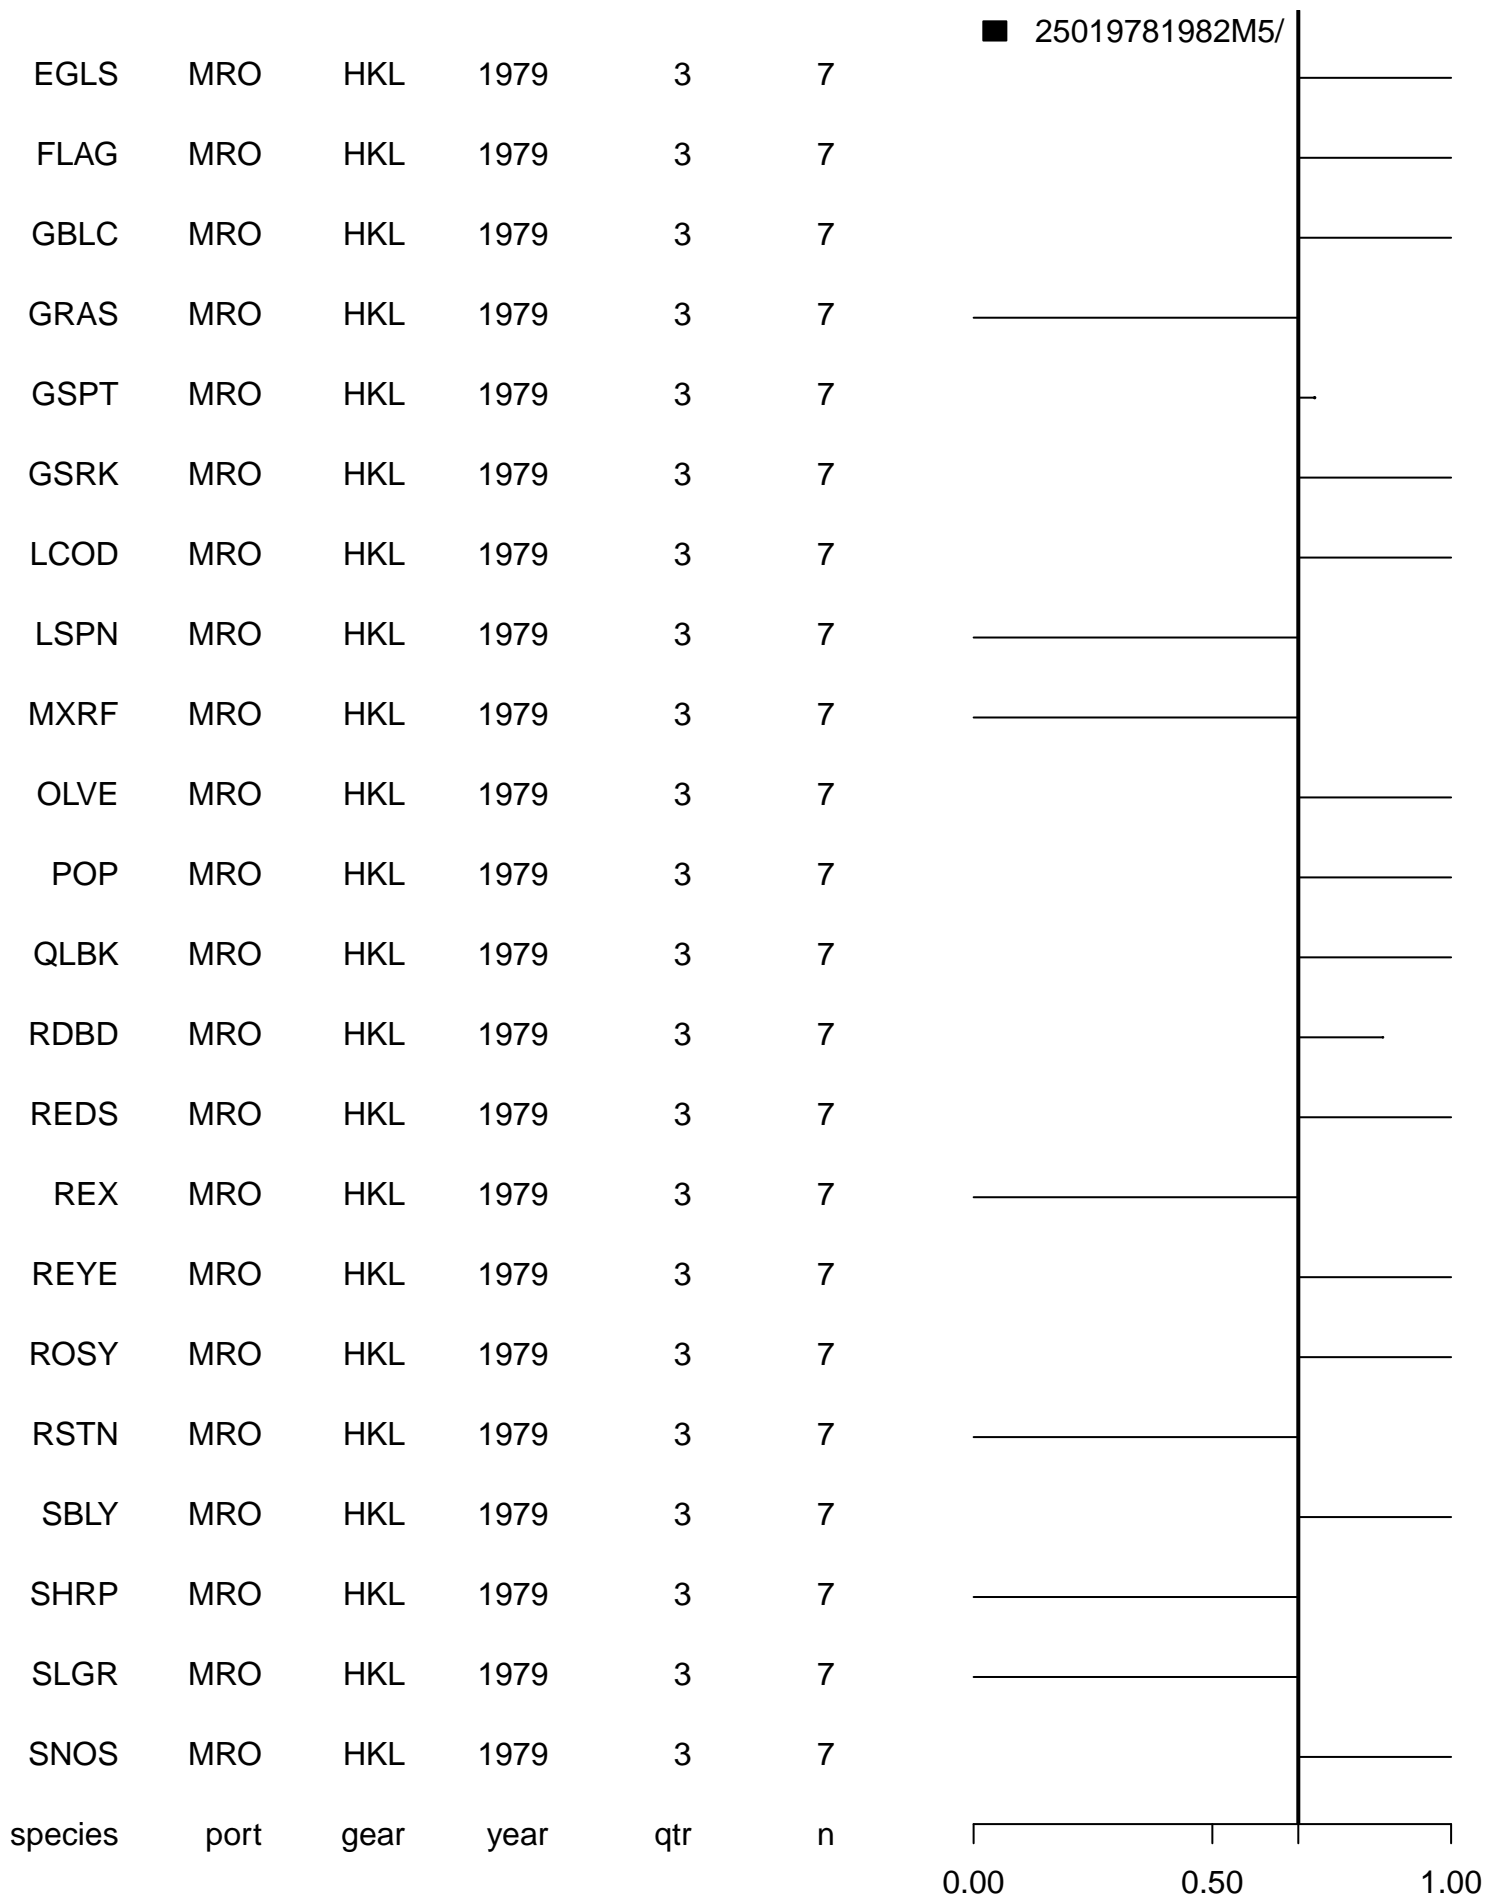 25019781982M5/
EGLS MRO HKL 1979 3 7
FLAG MRO HKL 1979 3 7
GBLC MRO HKL 1979 3 7
GRAS MRO HKL 1979 3 7
GSPT MRO HKL 1979 3 7
GSRK MRO HKL 1979 3 7
LCOD MRO HKL 1979 3 7
LSPN MRO HKL 1979 3 7
MXRF MRO HKL 1979 3 7
OLVE MRO HKL 1979 3 7
POP MRO HKL 1979 3 7
QLBK MRO HKL 1979 3 7
RDBD MRO HKL 1979 3 7
REDS MRO HKL 1979 3 7
REX MRO HKL 1979 3 7
REYE MRO HKL 1979 3 7
ROSY MRO HKL 1979 3 7
RSTN MRO HKL 1979 3 7
SBLY MRO HKL 1979 3 7
SHRP MRO HKL 1979 3 7
SLGR MRO HKL 1979 3 7
SNOS MRO HKL 1979 3 7
species port gear year qtr n
0.00 0.50 1.00